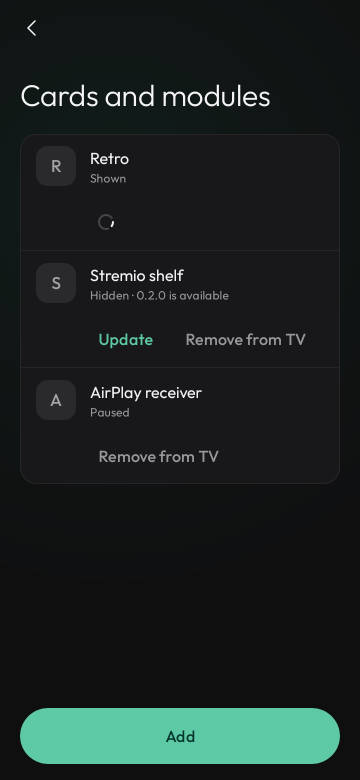 Cards and modules
R
Retro
Shown
S
Stremio shelf
Hidden · 0.2.0 is available
Update
Remove from TV
A
AirPlay receiver
Paused
Remove from TV
Add